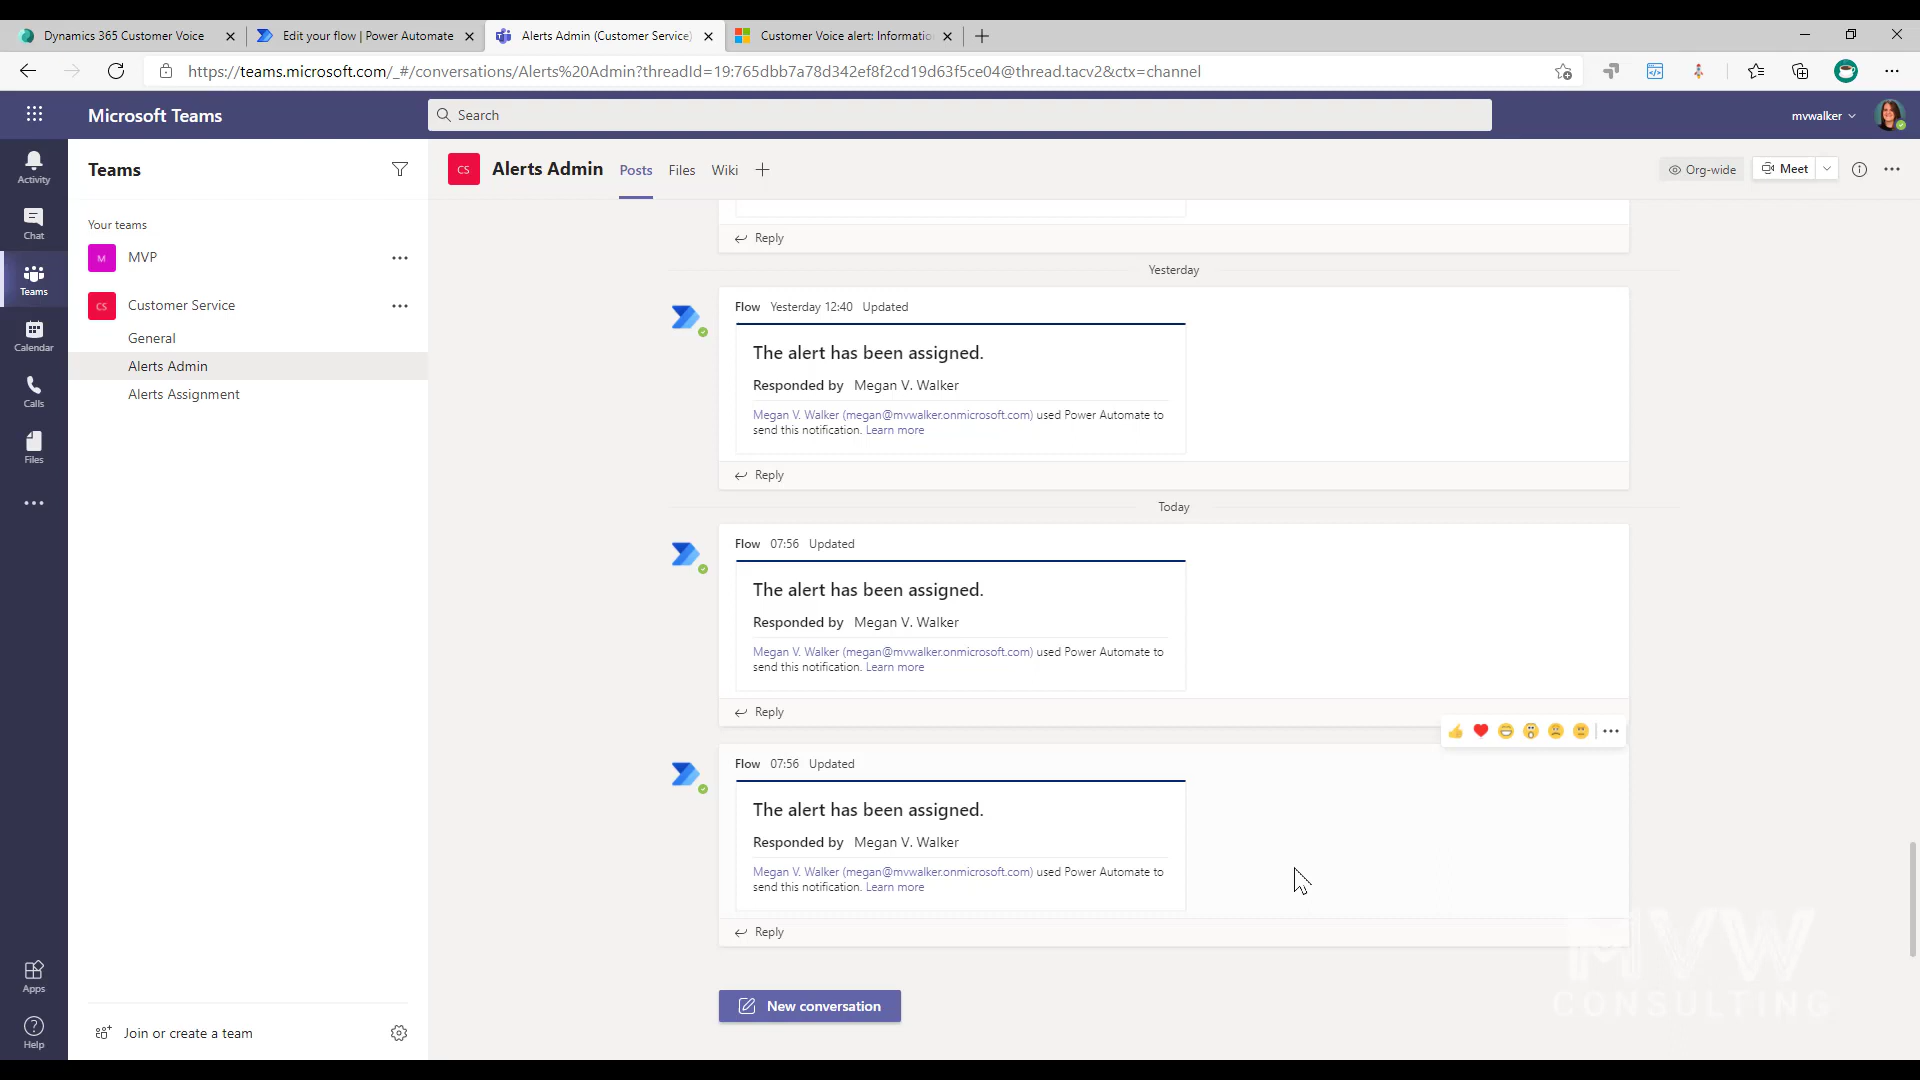 Dynamics 365 Customer Voice
Edit your flow | Power Automate
Alerts Admin (Customer Service)
Customer Voice alert: Informatio
https://teams.microsoft.com/_#/conversations/Alerts%20Admin?threadId=19:765dbb7a78d342ef8f2cd19d63f5ce04@thread.tacv2&ctx=channel
Microsoft Teams
Search
mvwalker
Activity
Chat
Teams
Calendar
Calls
Files
Apps
Help
Teams
Your teams
M MVP
CS Customer Service
General
Alerts Admin
Alerts Assignment
Join or create a team
CS Alerts Admin Posts Files Wiki
Org-wide Meet
Reply
Yesterday
Flow Yesterday 12:40 Updated
The alert has been assigned.
Responded by Megan V. Walker
Megan V. Walker (megan@mvwalker.onmicrosoft.com) used Power Automate to
send this notification. Learn more
Reply
Today
Flow 07:56 Updated
The alert has been assigned.
Responded by Megan V. Walker
Megan V. Walker (megan@mvwalker.onmicrosoft.com) used Power Automate to
send this notification. Learn more
Reply
Flow 07:56 Updated
The alert has been assigned.
Responded by Megan V. Walker
Megan V. Walker (megan@mvwalker.onmicrosoft.com) used Power Automate to
send this notification. Learn more
Reply
New conversation
MVW
CONSULTING